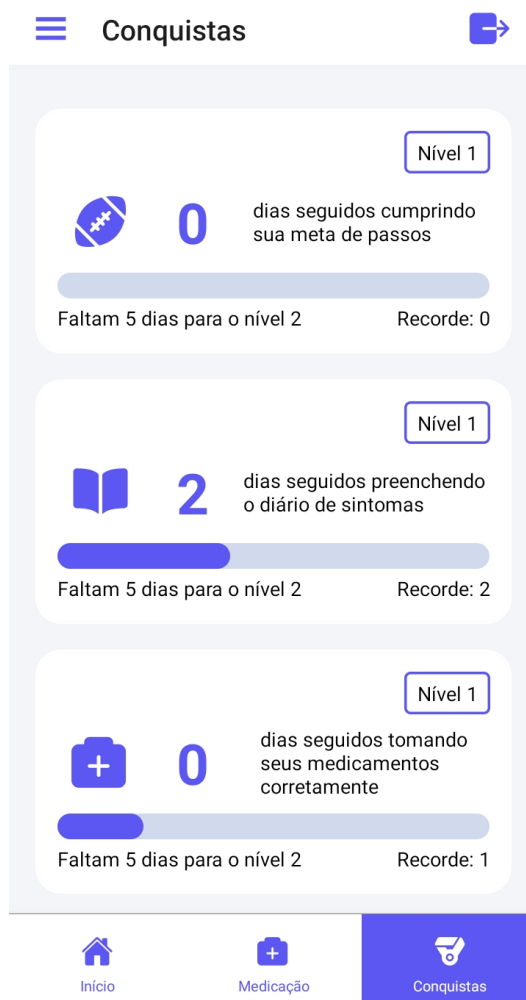 Conquistas
Nível 1
0
dias seguidos cumprindo
sua meta de passos
Faltam 5 dias para o nível 2
Recorde: 0
Nível 1
2
dias seguidos preenchendo
o diário de sintomas
Faltam 5 dias para o nível 2
Recorde: 2
Nível 1
0
dias seguidos tomando
seus medicamentos
corretamente
Faltam 5 dias para o nível 2
Recorde: 1
Início
Medicação
Conquistas